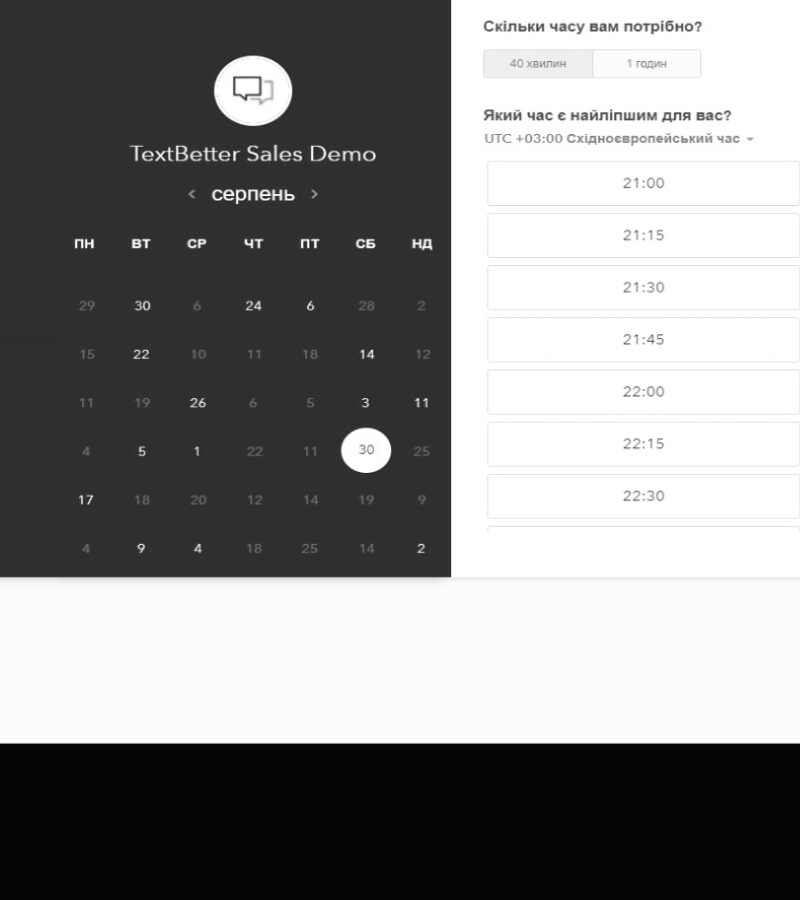 TextBetter Sales Demo
серпень
ПН ВТ СР ЧТ ПТ СБ НД
29 30 6 24 6 28 2
15 22 10 11 18 14 12
11 19 26 6 5 3 11
4 5 1 22 11 30 25
17 18 20 12 14 19 9
4 9 4 18 25 14 2
Скільки часу вам потрібно?
40 хвилин 1 годин
Який час є найліпшим для вас?
UTC +03:00 Східноєвропейський час
21:00
21:15
21:30
21:45
22:00
22:15
22:30